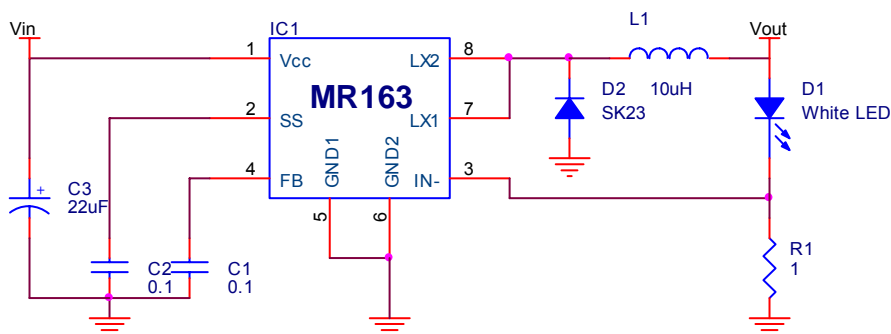 L1
Vin
IC1
Vout
1
Vcc
LX2
8
D2
10uH
D1
MR163
SK23
White LED
2
SS
LX1
7
GND1
GND2
4
FB
IN-
3
C3
+
22uF
5
6
R1
1
C2
C1
0.1
0.1